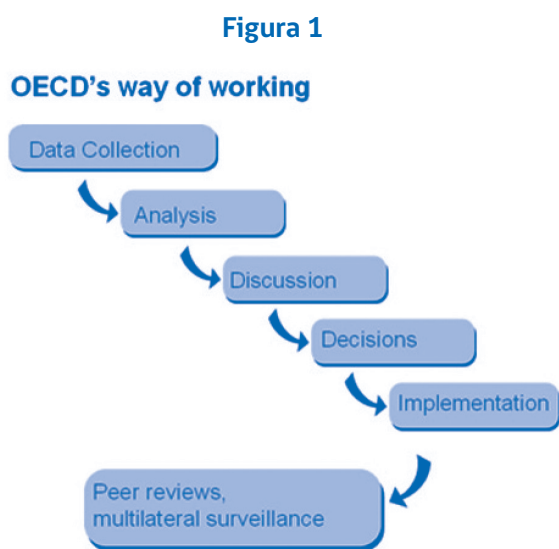 Figura 1
OECD's way of working
Data Collection
Analysis
Discussion
Decisions
Implementation
Peer reviews,
multilateral surveillance